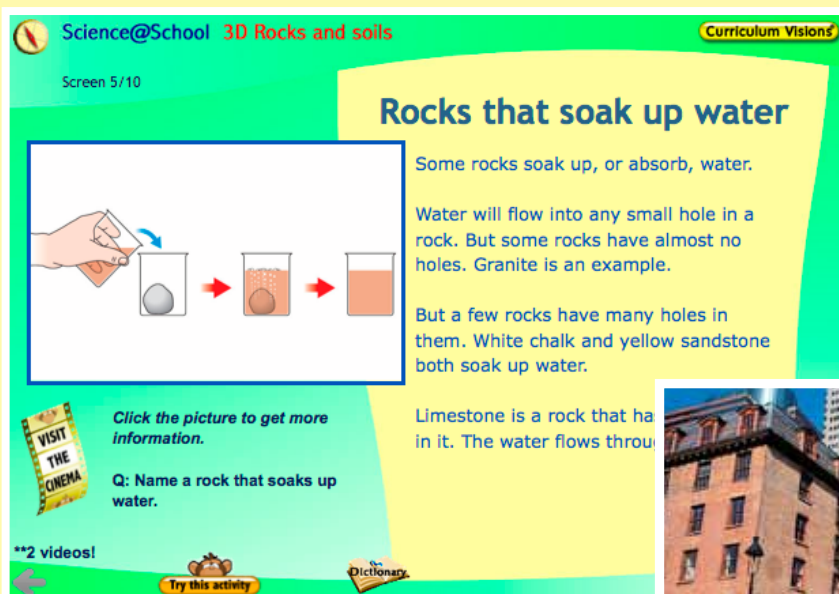 Science@School 3D Rocks and soils
Curriculum Visions
Screen 5/10
Rocks that soak up water
Some rocks soak up, or absorb, water.
Water will flow into any small hole in a
rock. But some rocks have almost no
holes. Granite is an example.
But a few rocks have many holes in
them. White chalk and yellow sandstone
both soak up water.
Limestone is a rock that
in it. The water flows
VISIT
THE
CINEMA
Click the picture to get more
information.
Q: Name a rock that soaks up
water.
**2 videos!
Try this activity
Dictionary